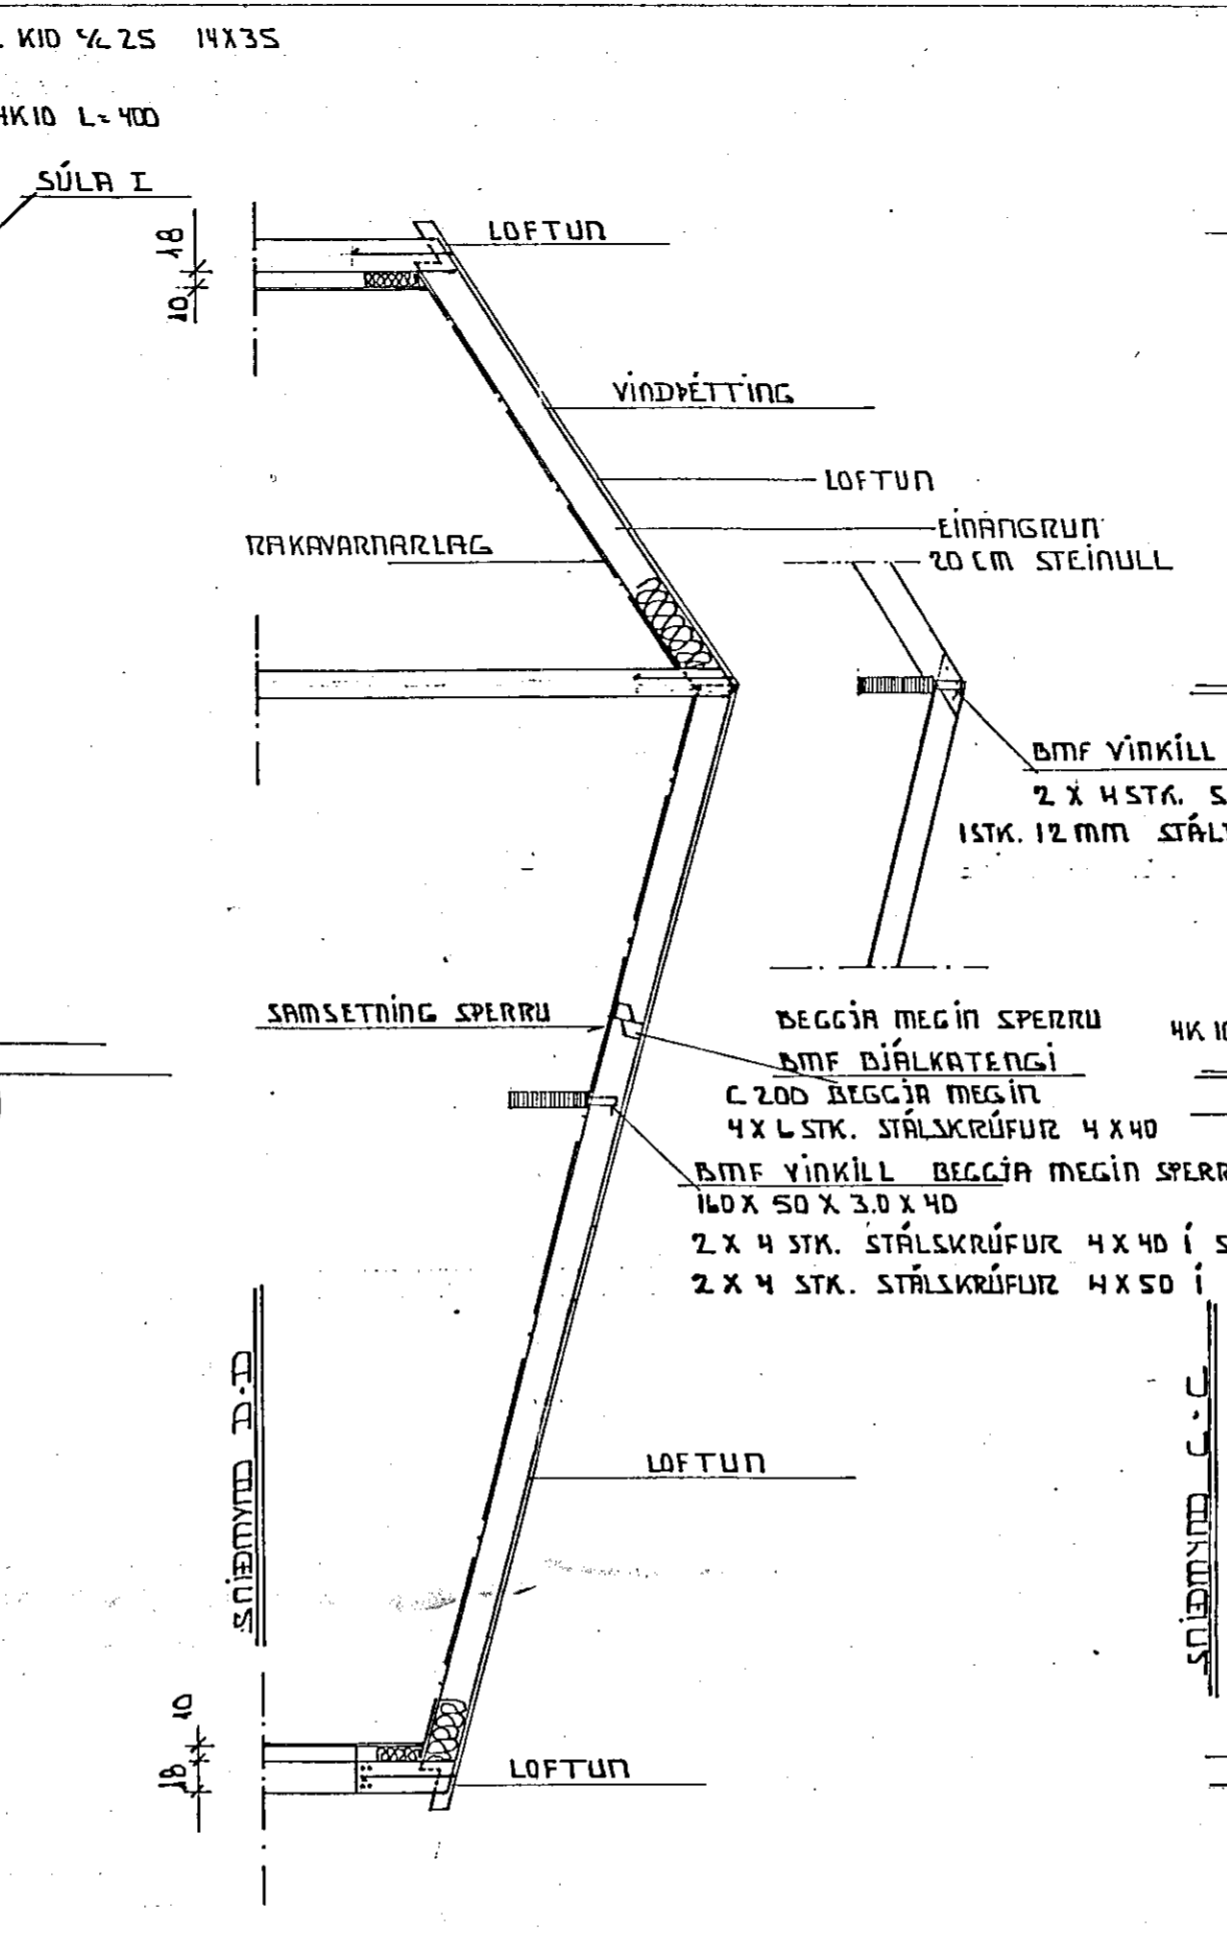 KID c/c 25 14X35
4K10 L=400
SÚLA I
18
10
LOFTUN
VINDÞÉTTING
LOFTUN
RAKAVARNARLAG
EINANGRUN
20 CM STEINULL
BMF VINKILL
2 X 4 STK.
1 STK. 12 MM
SAMSETNING SPERRU
BEGGJA MEGIN SPERRU
BMF BJÁLKATENGI
C 200 BEGGJA MEGIN
4 X 6 STK. STÁLSKRÚFUR 4 X 40
BMF VINKILL BEGGJA MEGIN
160 X 50 X 3.0 X 40
2 X 4 STK. STÁLSKRÚFUR 4 X 40 Í
2 X 4 STK. STÁLSKRÚFUR 4 X 50 Í
LOFTUN
10
18
LOFTUN